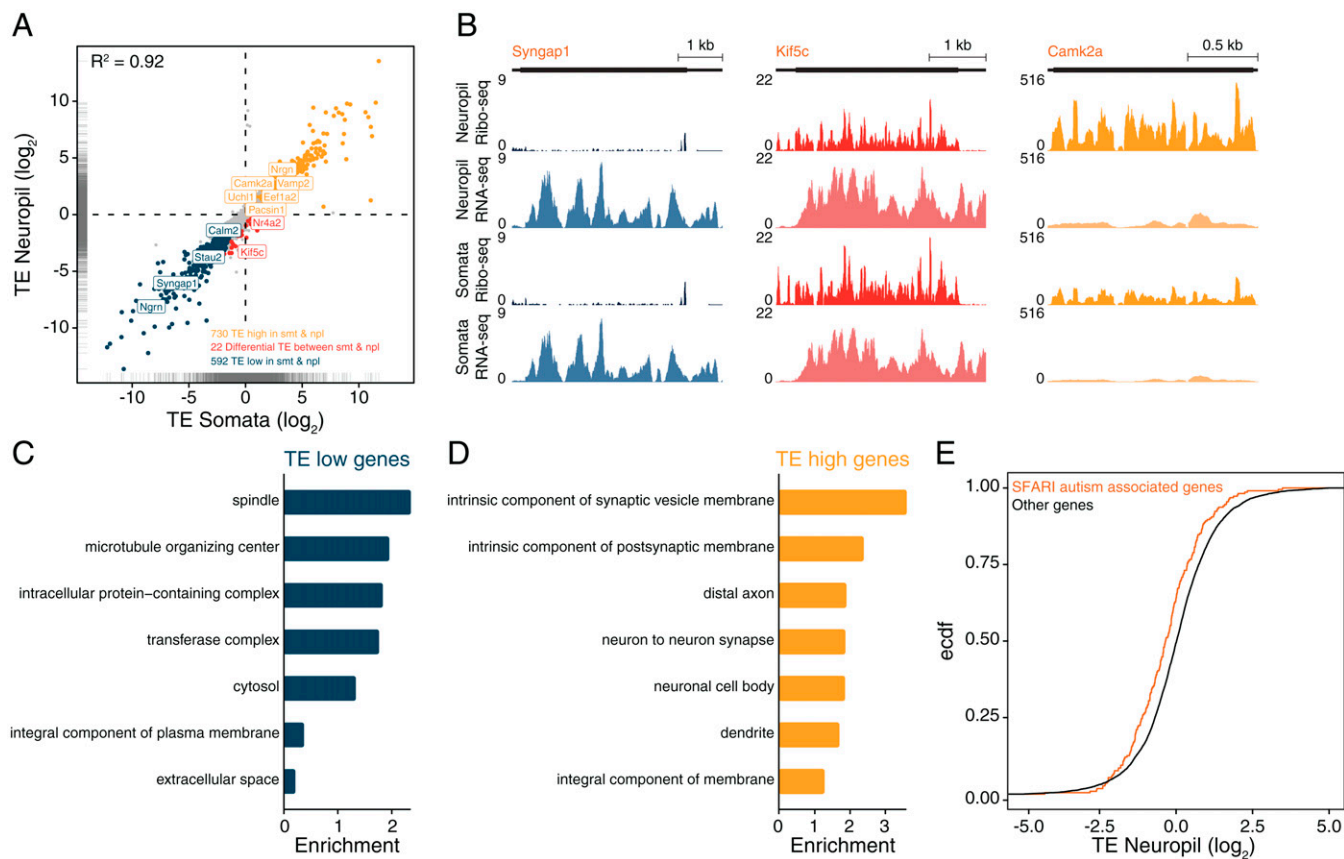 A
R² = 0.92
TE Neuropil (log₂)
10
5
0
-5
-10
Nrgn
Camk2a
Vamp2
Uchl1
Eef1a2
Pacsin1
Nr4a2
Calm2
Kif5c
Stau2
Syngap1
Ngrn
730 TE high in smt & npl
22 Differential TE between smt & npl
592 TE low in smt & npl
-10 -5 0 5 10
TE Somata (log₂)
B
Syngap1
1 kb
Kif5c
1 kb
Camk2a
0.5 kb
Neuropil
Ribo-seq
9
0
22
0
516
0
Neuropil
RNA-seq
9
0
22
0
516
0
Somata
Ribo-seq
9
0
22
0
516
0
Somata
RNA-seq
9
0
22
0
516
0
C
TE low genes
spindle
microtubule organizing center
intracellular protein−containing complex
transferase complex
cytosol
integral component of plasma membrane
extracellular space
0 1 2
Enrichment
D
TE high genes
intrinsic component of synaptic vesicle membrane
intrinsic component of postsynaptic membrane
distal axon
neuron to neuron synapse
neuronal cell body
dendrite
integral component of membrane
0 1 2 3
Enrichment
E
SFARI autism associated genes
Other genes
ecdf
1.00
0.75
0.50
0.25
0.00
-5.0 -2.5 0.0 2.5 5.0
TE Neuropil (log₂)